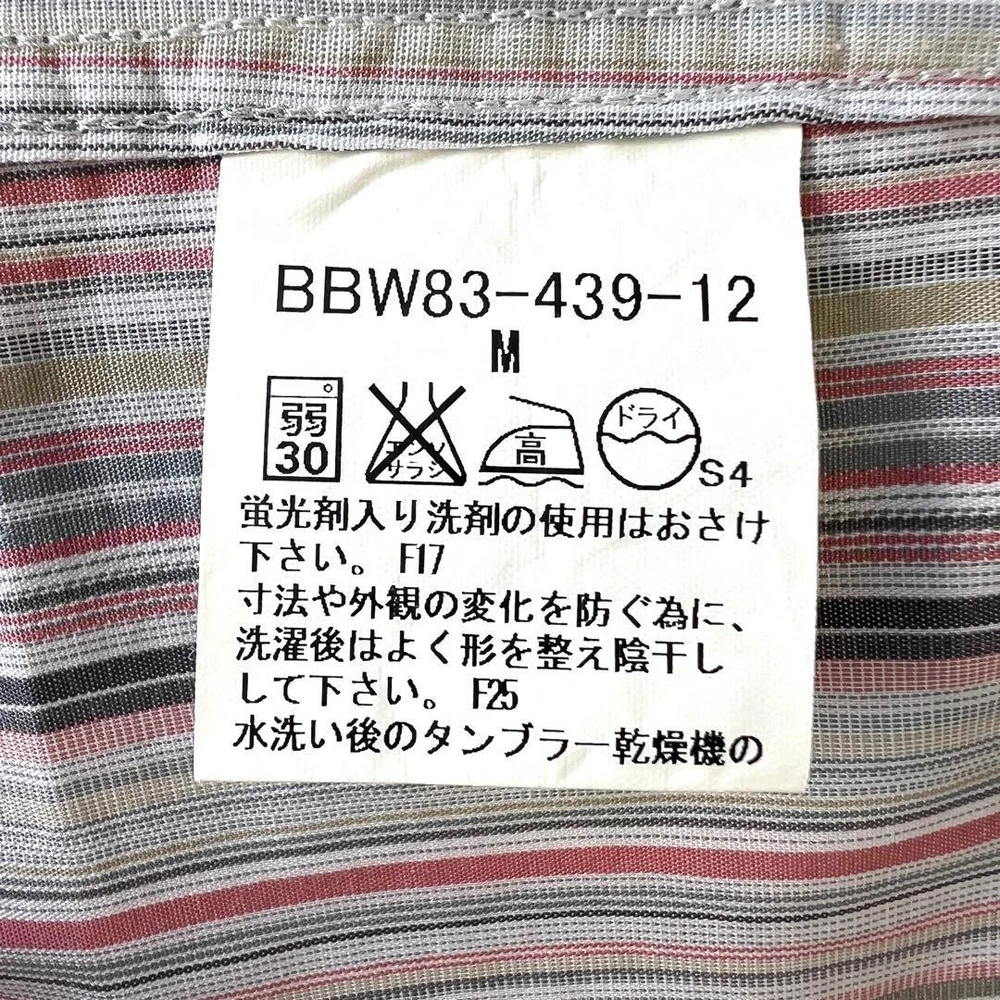 BBW83-439-12
M
弱 30
エンソ サラシ
高
ドライ
S4
蛍光剤入り洗剤の使用はおさけ
下さい。 F17
寸法や外観の変化を防ぐ為に、
洗濯後はよく形を整え陰干し
して下さい。 F25
水洗い後のタンブラー乾燥機の